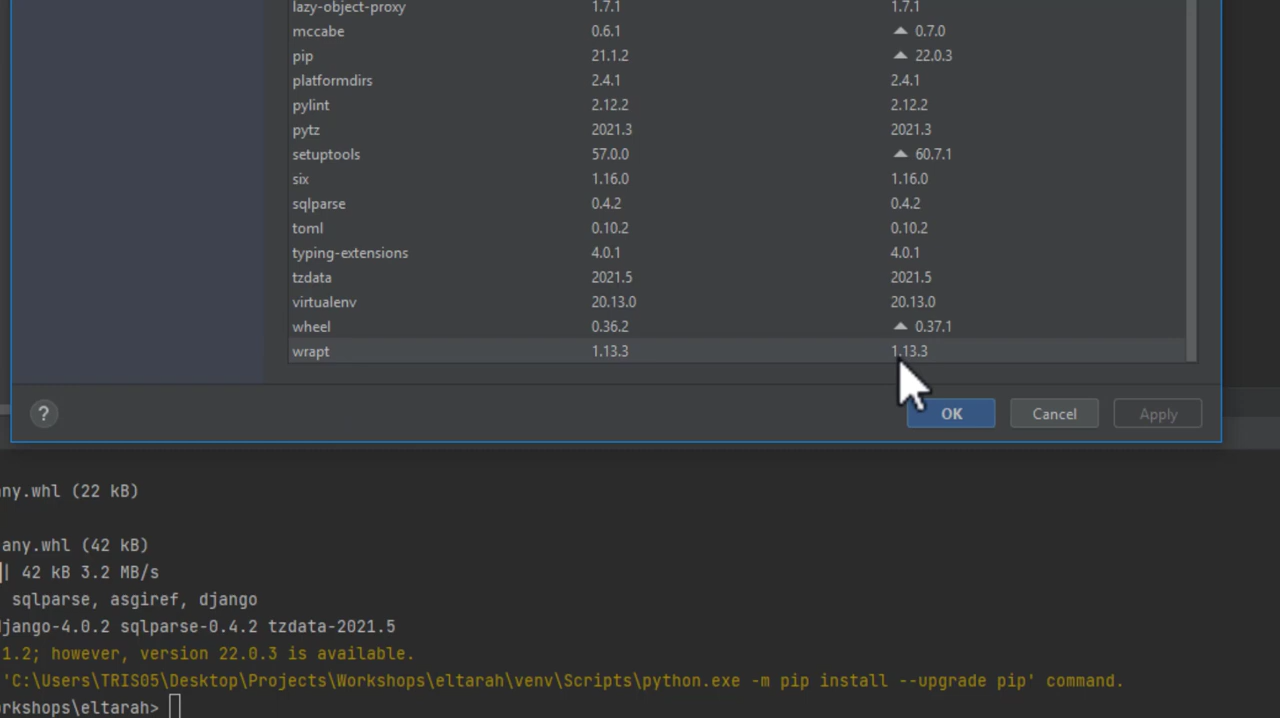 lazy-object-proxy 1.7.1 1.7.1
mccabe 0.6.1 0.7.0
pip 21.1.2 22.0.3
platformdirs 2.4.1 2.4.1
pylint 2.12.2 2.12.2
pytz 2021.3 2021.3
setuptools 57.0.0 60.7.1
six 1.16.0 1.16.0
sqlparse 0.4.2 0.4.2
toml 0.10.2 0.10.2
typing-extensions 4.0.1 4.0.1
tzdata 2021.5 2021.5
virtualenv 20.13.0 20.13.0
wheel 0.36.2 0.37.1
wrapt 1.13.3 1.13.3
? OK Cancel Apply
ny.whl (22 kB)
any.whl (42 kB)
| 42 kB 3.2 MB/s
sqlparse, asgiref, django
django-4.0.2 sqlparse-0.4.2 tzdata-2021.5
1.2; however, version 22.0.3 is available.
'C:\Users\TRIS05\Desktop\Projects\Workshops\eltarah\venv\Scripts\python.exe -m pip install --upgrade pip' command.
orkshops\eltarah>